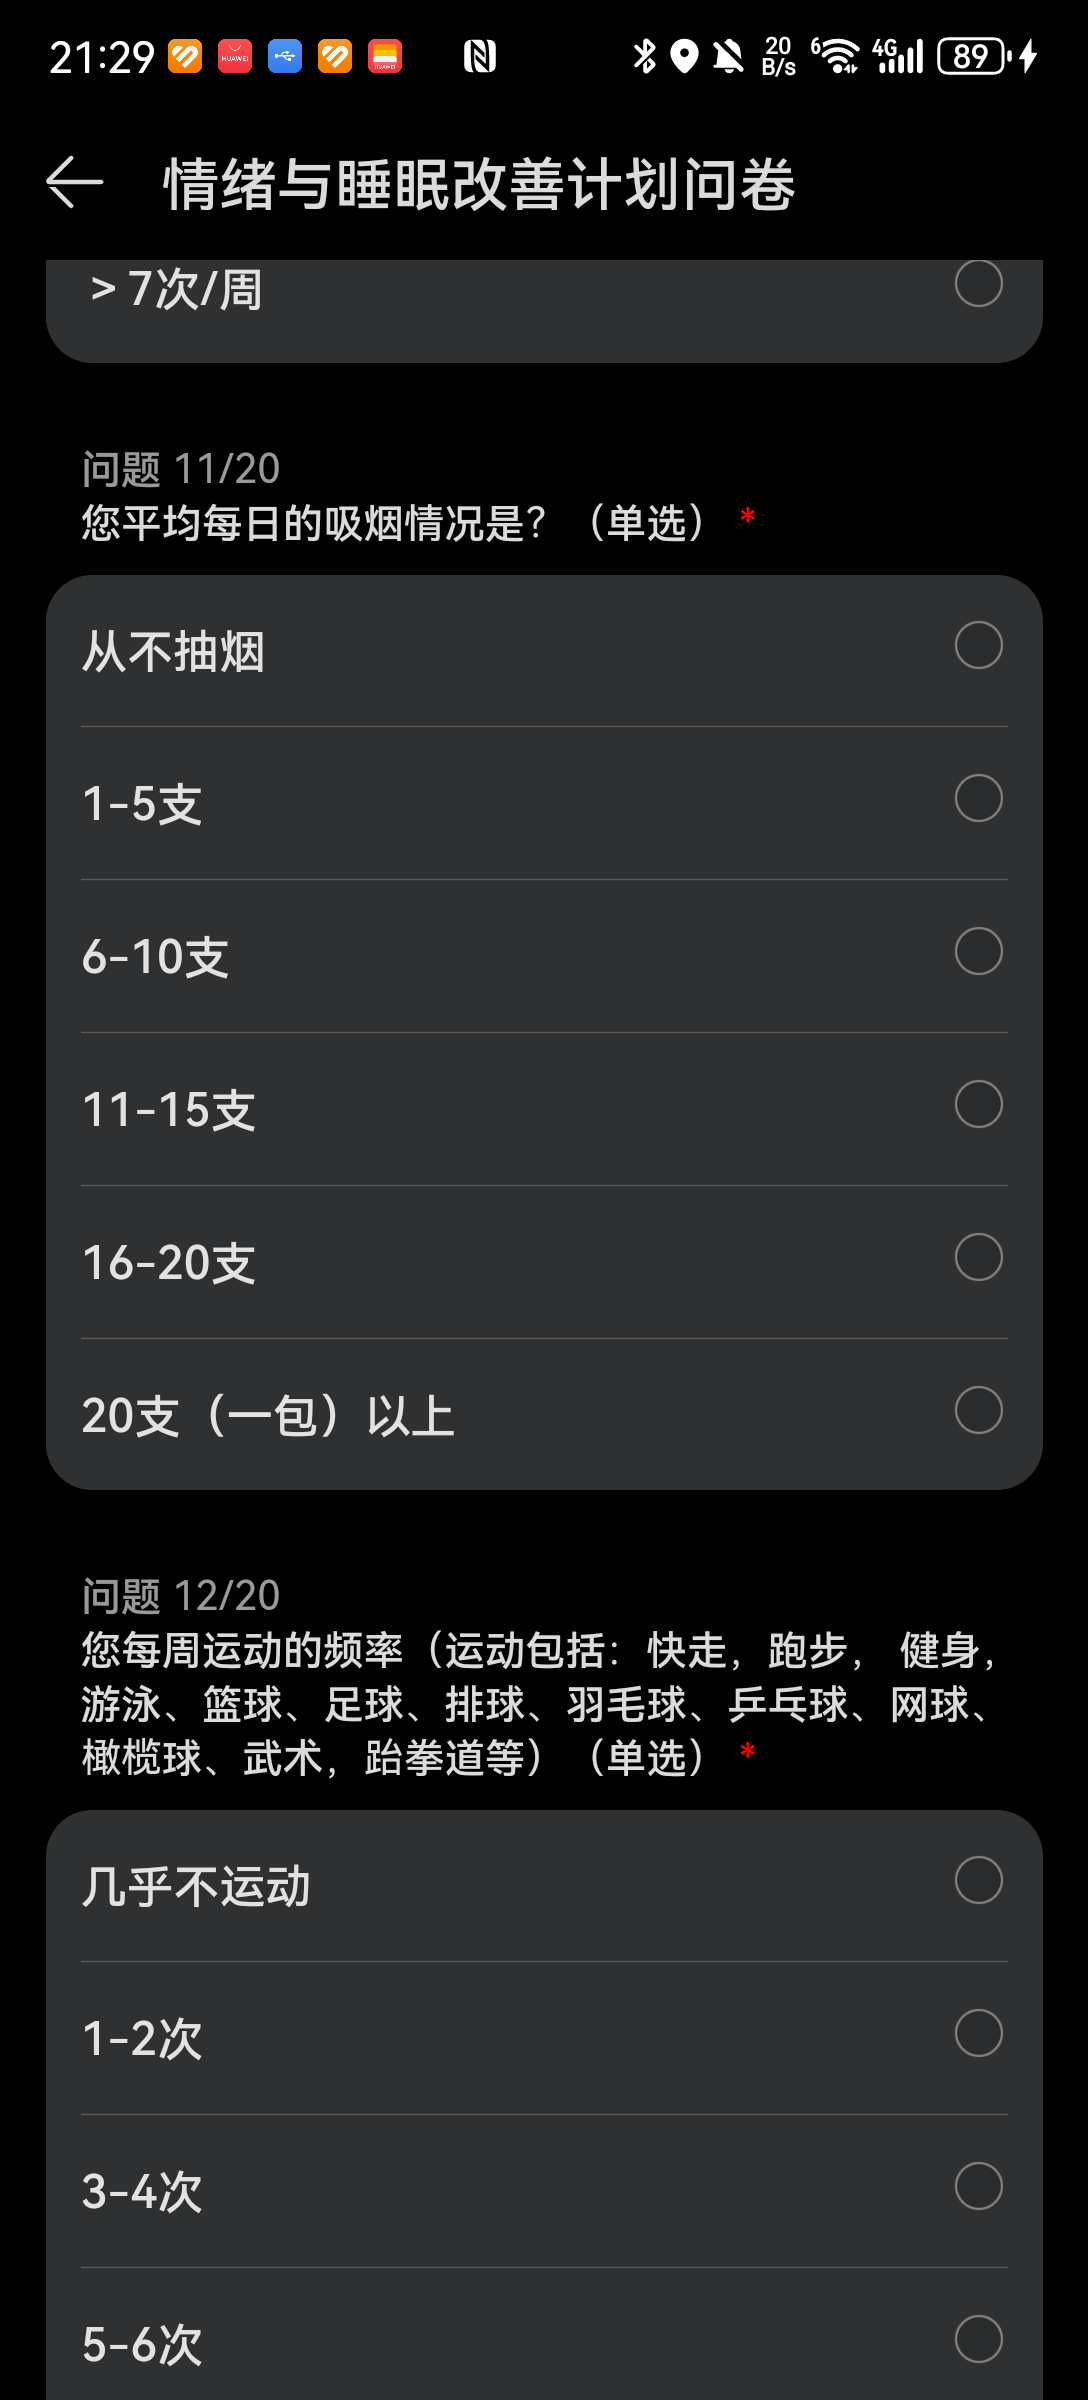 21:29
HUAWEI
HUAWEI
20 B/s
6
4G
89
情绪与睡眠改善计划问卷
> 7次/周
问题 11/20
您平均每日的吸烟情况是？（单选） *
从不抽烟
1-5支
6-10支
11-15支
16-20支
20支（一包）以上
问题 12/20
您每周运动的频率（运动包括：快走，跑步， 健身，
游泳、篮球、足球、排球、羽毛球、乒乓球、网球、
橄榄球、武术，跆拳道等）（单选） *
几乎不运动
1-2次
3-4次
5-6次